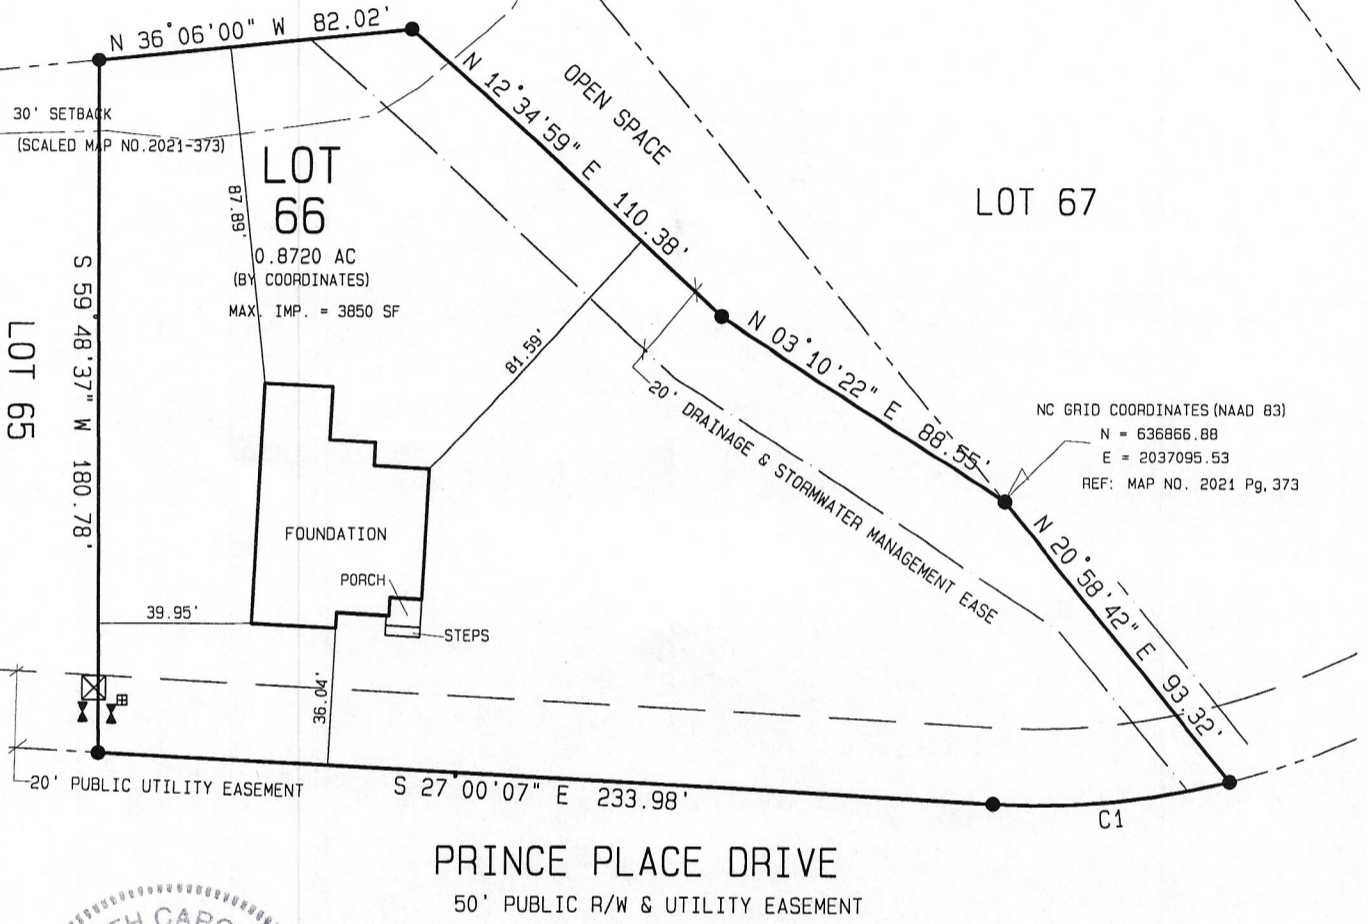 N 36°06'00" W 82.02'
N 12°34'59" E 110.38'
OPEN SPACE
30' SETBACK
(SCALED MAP NO.2021-373)
LOT
66
0.8720 AC
(BY COORDINATES)
MAX. IMP. = 3850 SF
87.89'
LOT 67
S 59°48'37" W 180.78'
LOT 65
81.59'
N 03°10'22" E 88.55'
20' DRAINAGE & STORMWATER MANAGEMENT EASE
NC GRID COORDINATES (NAAD 83)
N = 636866.88
E = 2037095.53
REF: MAP NO. 2021 Pg. 373
N 20°58'42" E 93.32'
FOUNDATION
PORCH
STEPS
39.95'
36.04'
20' PUBLIC UTILITY EASEMENT
S 27°00'07" E 233.98'
C1
PRINCE PLACE DRIVE
50' PUBLIC R/W & UTILITY EASEMENT